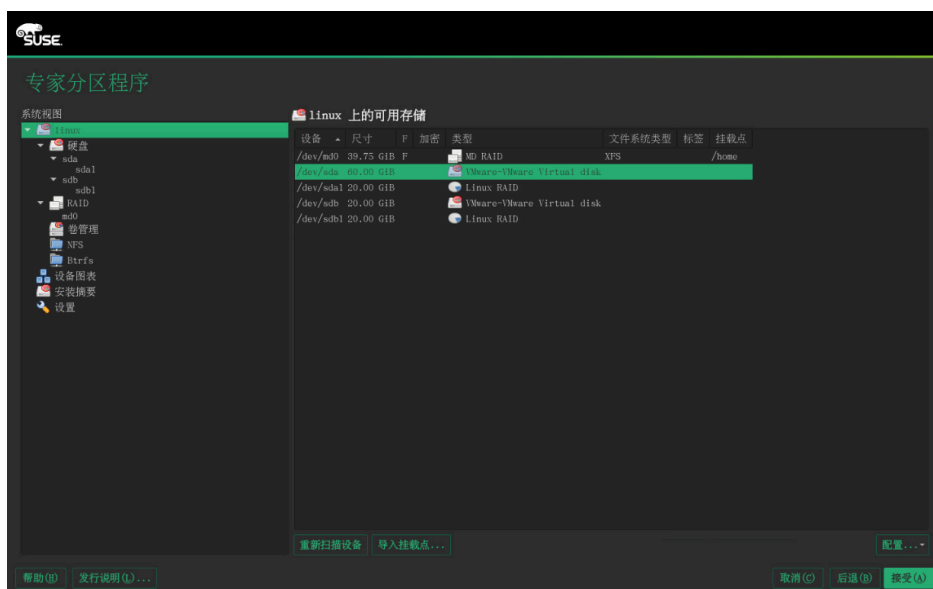 SUSE
专家分区程序
系统视图
linux
硬盘
sda
sda1
sdb
sdb1
RAID
md0
卷管理
NFS
Btrfs
设备图表
安装摘要
设置
linux 上的可用存储
设备 尺寸 F 加密 类型 文件系统类型 标签 挂载点
/dev/md0 39.75 GiB F MD RAID XFS /home
/dev/sda 60.00 GiB VMware-VMware Virtual disk
/dev/sda1 20.00 GiB Linux RAID
/dev/sdb 20.00 GiB VMware-VMware Virtual disk
/dev/sdb1 20.00 GiB Linux RAID
重新扫描设备 导入挂载点... 配置...
帮助(H) 发行说明(L)... 取消(C) 后退(B) 接受(A)